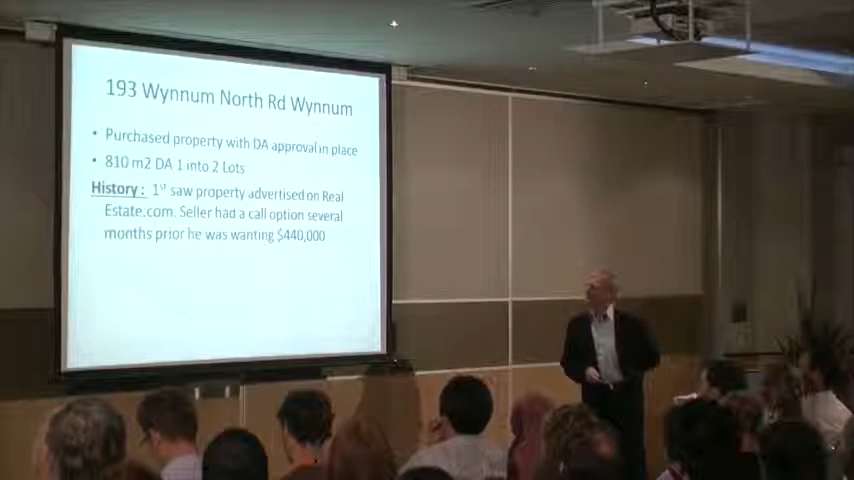 193 Wynnum North Rd Wynnum
• Purchased property with DA approval in place
• 810 m2 DA 1 into 2 Lots
History : 1st saw property advertised on Real
Estate.com. Seller had a call option several
months prior he was wanting $440,000